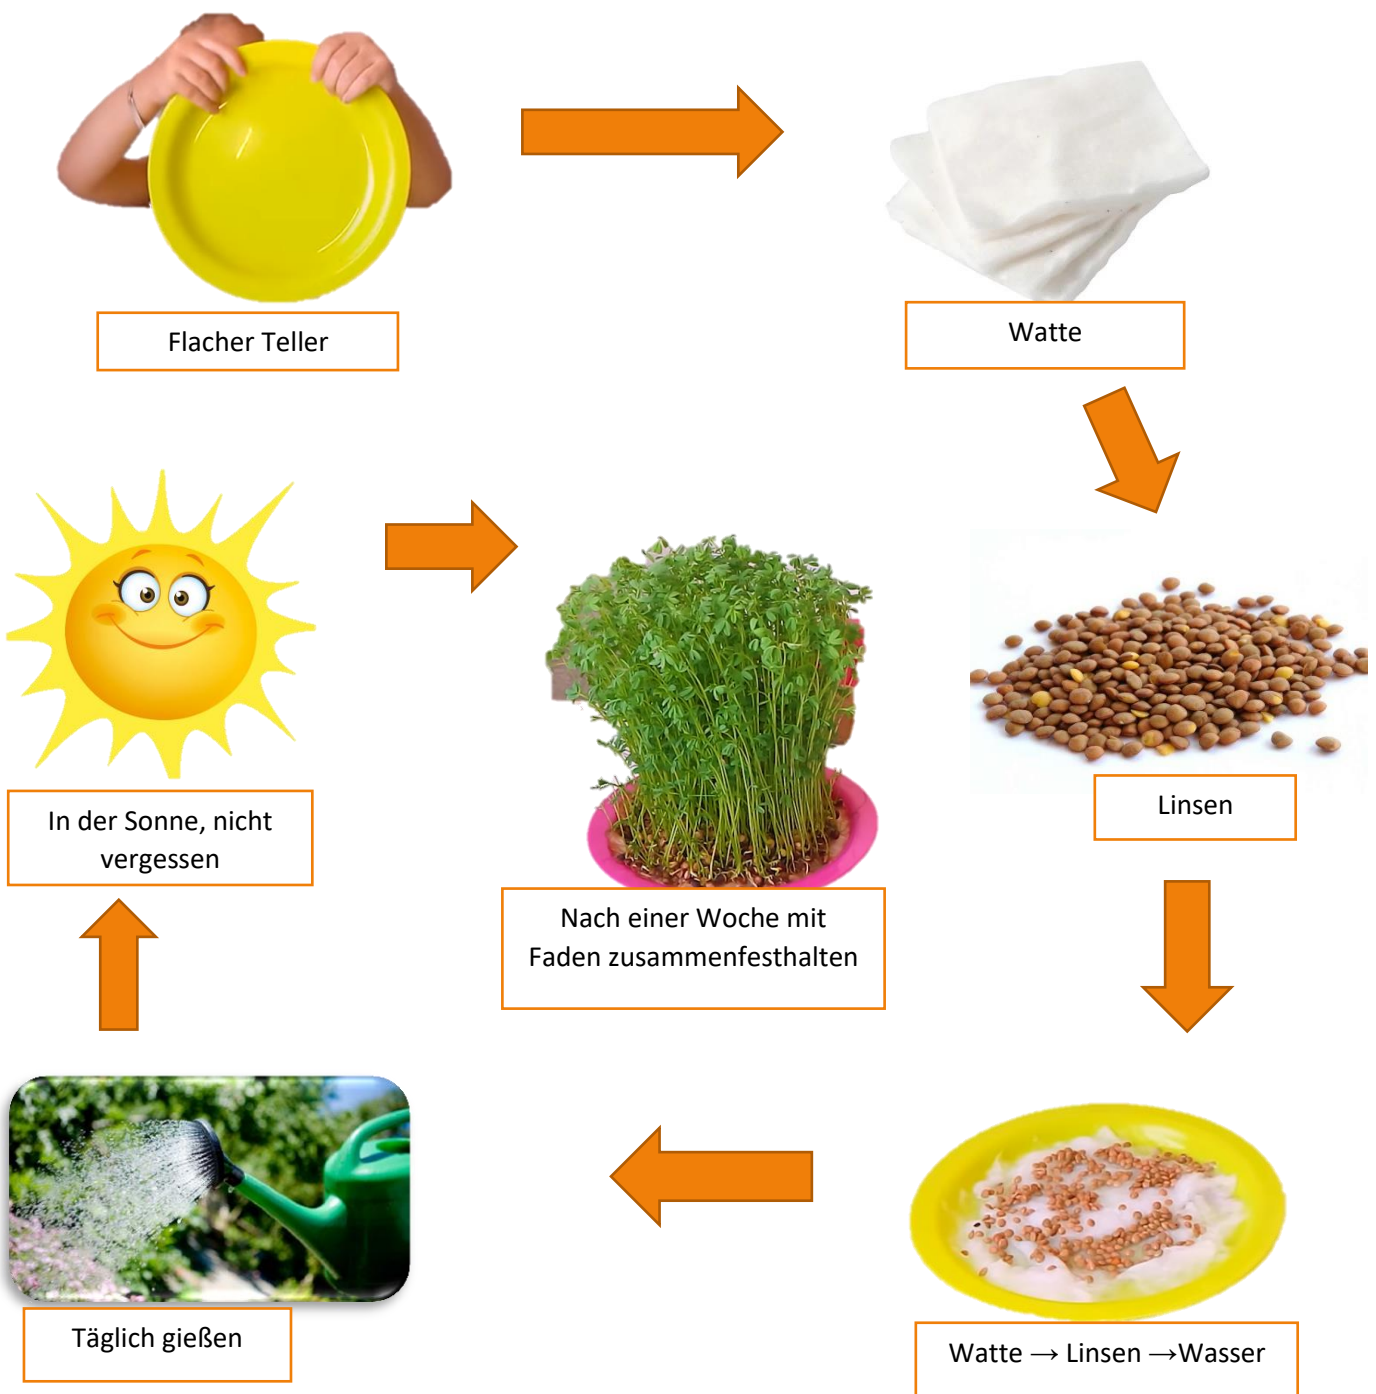 Flacher Teller
Watte
Linsen
Watte → Linsen →Wasser
Täglich gießen
In der Sonne, nicht
vergessen
Nach einer Woche mit
Faden zusammenfesthalten